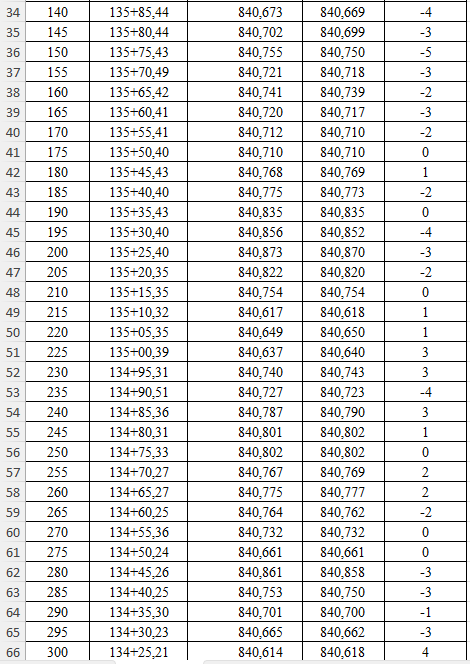 34 140 135+85,44 840,673 840,669 -4
35 145 135+80,44 840,702 840,699 -3
36 150 135+75,43 840,755 840,750 -5
37 155 135+70,49 840,721 840,718 -3
38 160 135+65,42 840,741 840,739 -2
39 165 135+60,41 840,720 840,717 -3
40 170 135+55,41 840,712 840,710 -2
41 175 135+50,40 840,710 840,710 0
42 180 135+45,43 840,768 840,769 1
43 185 135+40,40 840,775 840,773 -2
44 190 135+35,43 840,835 840,835 0
45 195 135+30,40 840,856 840,852 -4
46 200 135+25,40 840,873 840,870 -3
47 205 135+20,35 840,822 840,820 -2
48 210 135+15,35 840,754 840,754 0
49 215 135+10,32 840,617 840,618 1
50 220 135+05,35 840,649 840,650 1
51 225 135+00,39 840,637 840,640 3
52 230 134+95,31 840,740 840,743 3
53 235 134+90,51 840,727 840,723 -4
54 240 134+85,36 840,787 840,790 3
55 245 134+80,31 840,801 840,802 1
56 250 134+75,33 840,802 840,802 0
57 255 134+70,27 840,767 840,769 2
58 260 134+65,27 840,775 840,777 2
59 265 134+60,25 840,764 840,762 -2
60 270 134+55,36 840,732 840,732 0
61 275 134+50,24 840,661 840,661 0
62 280 134+45,26 840,861 840,858 -3
63 285 134+40,25 840,753 840,750 -3
64 290 134+35,30 840,701 840,700 -1
65 295 134+30,23 840,665 840,662 -3
66 300 134+25,21 840,614 840,618 4